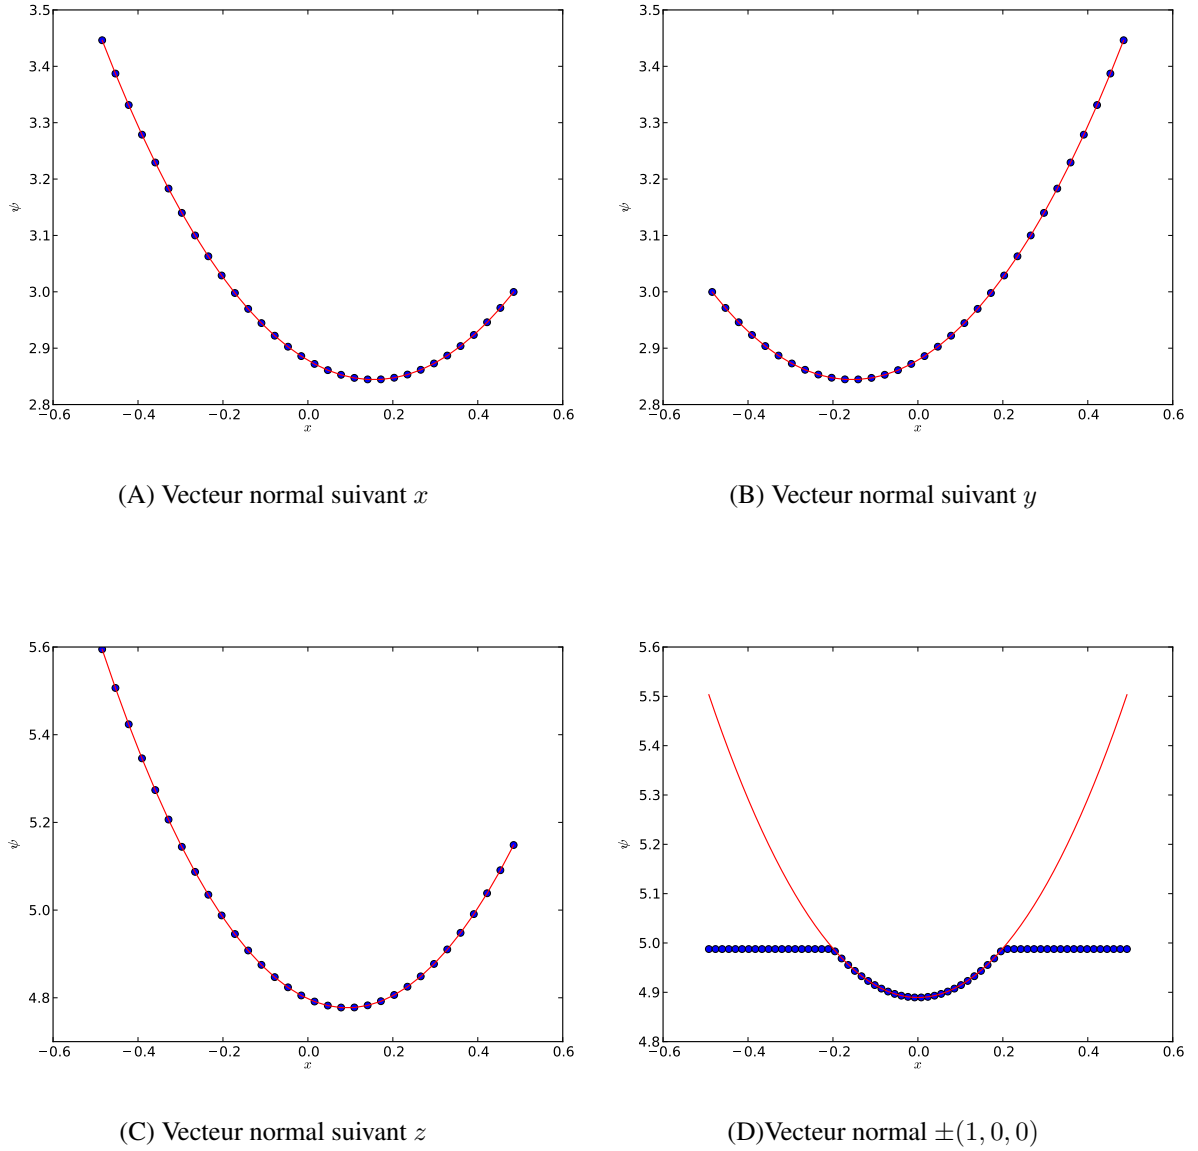 3.5
3.4
3.3
3.2
3.1
3.0
2.9
2.8
ψ
−0.6 −0.4 −0.2 0.0 0.2 0.4 0.6
x
(A) Vecteur normal suivant x
3.5
3.4
3.3
3.2
3.1
3.0
2.9
2.8
ψ
−0.6 −0.4 −0.2 0.0 0.2 0.4 0.6
x
(B) Vecteur normal suivant y
5.6
5.4
5.2
5.0
4.8
ψ
−0.6 −0.4 −0.2 0.0 0.2 0.4 0.6
x
(C) Vecteur normal suivant z
5.6
5.5
5.4
5.3
5.2
5.1
5.0
4.9
4.8
ψ
−0.6 −0.4 −0.2 0.0 0.2 0.4 0.6
x
(D)Vecteur normal ±(1, 0, 0)